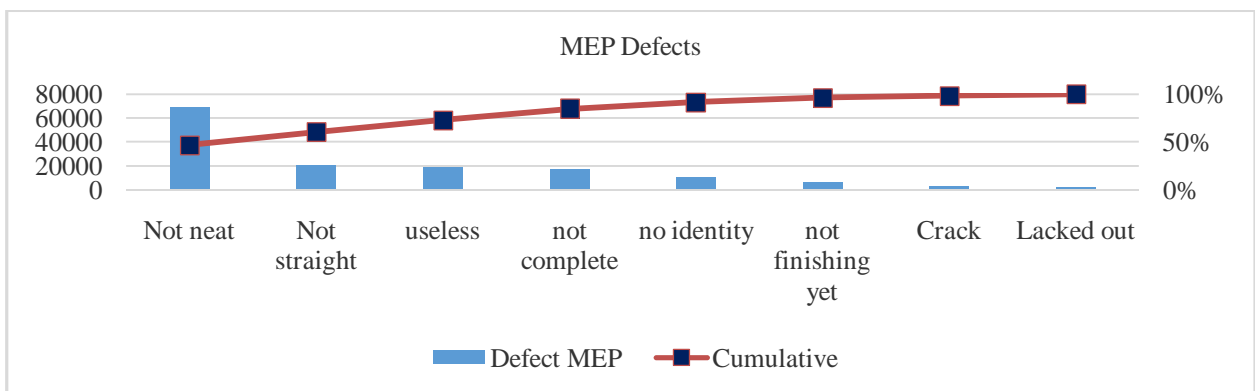 MEP Defects
80000
60000
40000
20000
0
100%
50%
0%
Not neat
Not
straight
useless
not
complete
no identity
not
finishing
yet
Crack
Lacked out
Defect MEP
Cumulative